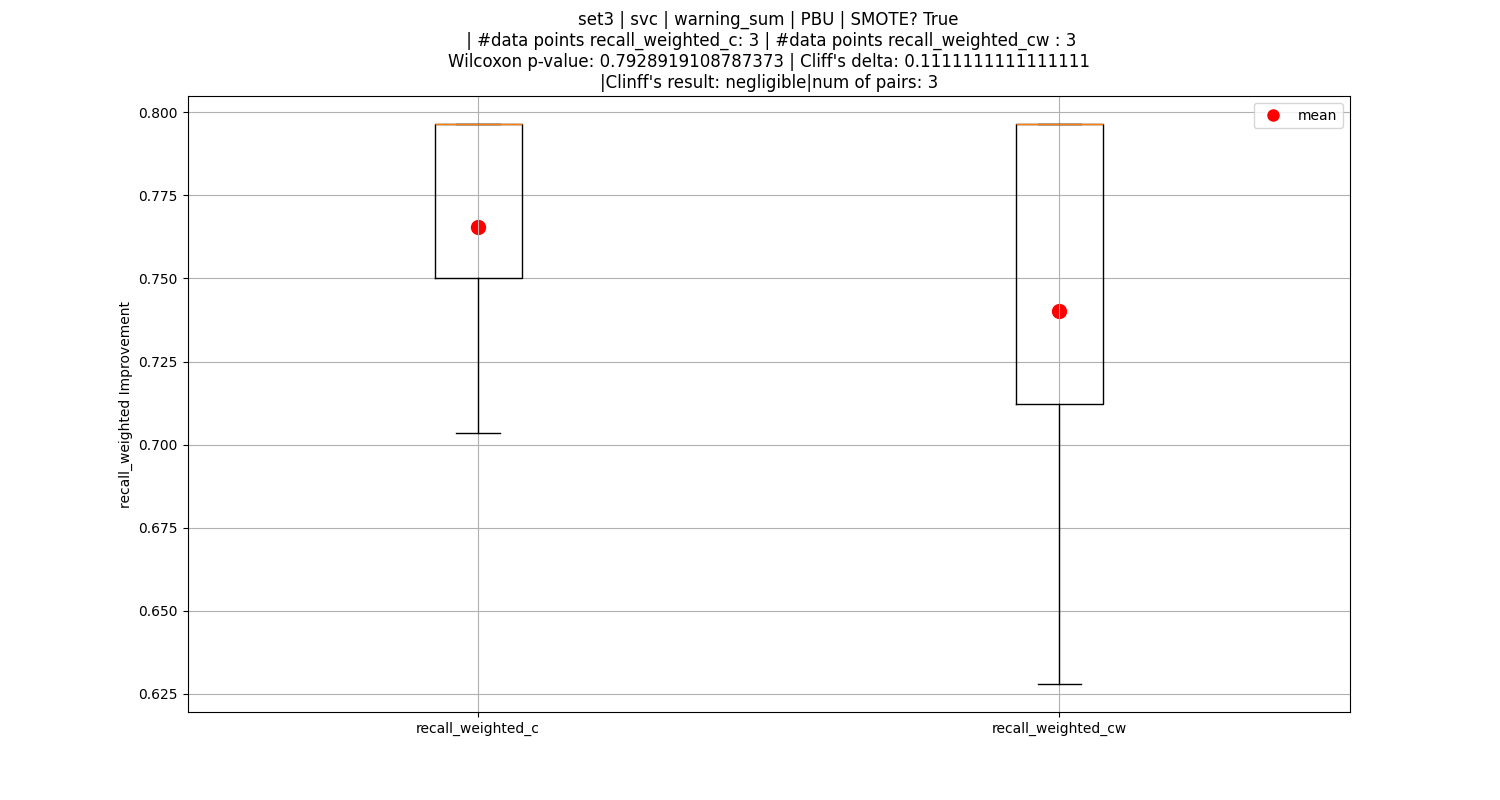 set3 | svc | warning_sum | PBU | SMOTE? True
| #data points recall_weighted_c: 3 | #data points recall_weighted_cw : 3
Wilcoxon p-value: 0.7928919108787373 | Cliff's delta: 0.1111111111111111
|Clinff's result: negligible|num of pairs: 3
mean
recall_weighted Improvement
0.800
0.775
0.750
0.725
0.700
0.675
0.650
0.625
recall_weighted_c
recall_weighted_cw